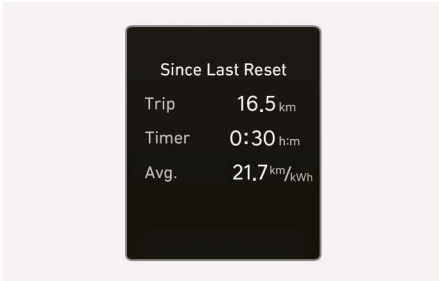 Since Last Reset
Trip 16.5 km
Timer 0:30 h:m
Avg. 21.7 km/kWh